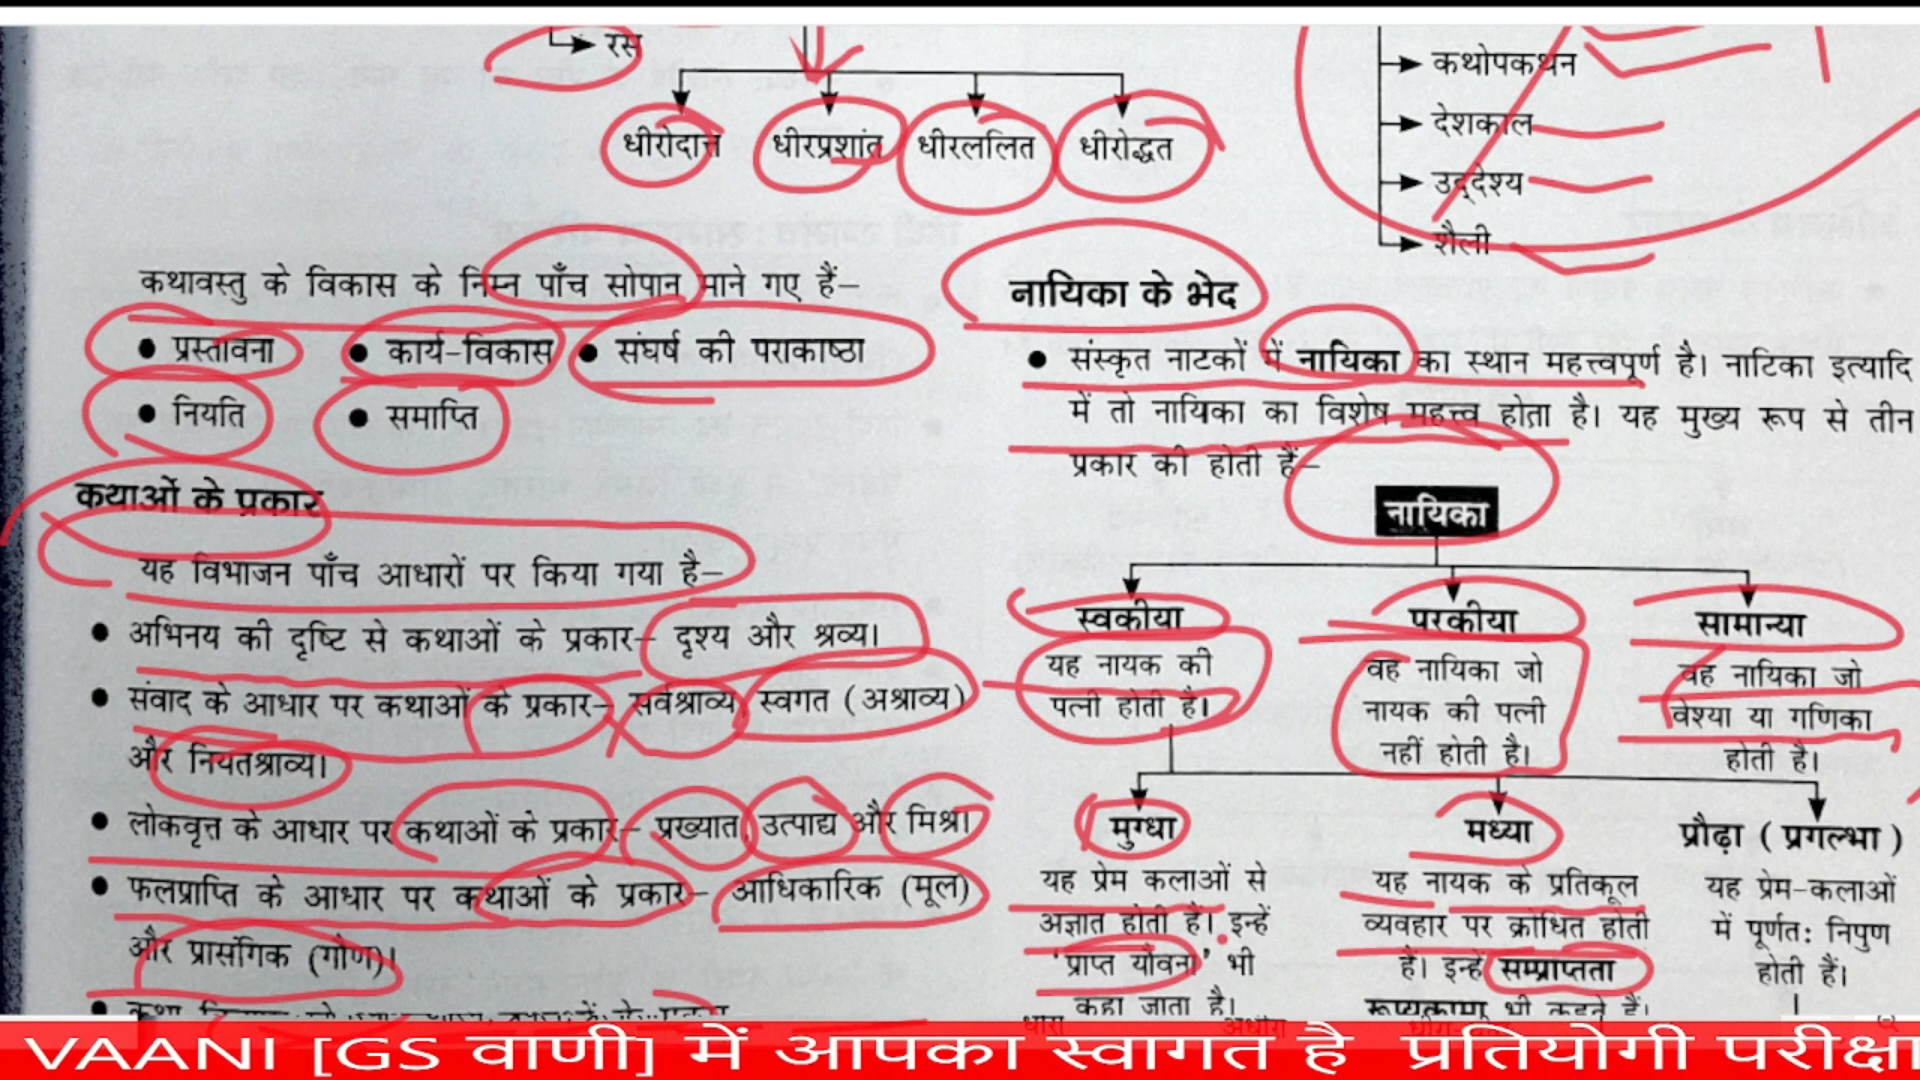 रस
धीरोदात्त धीरप्रशांत धीरललित धीरोद्धत
कथावस्तु के विकास के निम्न पाँच सोपान माने गए हैं–
● प्रस्तावना ● कार्य-विकास ● संघर्ष की पराकाष्ठा
● नियति ● समाप्ति
कथाओं के प्रकार
यह विभाजन पाँच आधारों पर किया गया है–
● अभिनय की दृष्टि से कथाओं के प्रकार– दृश्य और श्रव्य।
● संवाद के आधार पर कथाओं के प्रकार– सर्वश्राव्य, स्वगत (अश्राव्य)
और नियतश्राव्य।
● लोकवृत्त के आधार पर कथाओं के प्रकार– प्रख्यात, उत्पाद्य और मिश्र।
● फलप्राप्ति के आधार पर कथाओं के प्रकार– आधिकारिक (मूल)
और प्रासंगिक (गौण)।
कथोपकथन
देशकाल
उद्देश्य
शैली
नायिका के भेद
● संस्कृत नाटकों में नायिका का स्थान महत्त्वपूर्ण है। नाटिका इत्यादि
में तो नायिका का विशेष महत्त्व होता है। यह मुख्य रूप से तीन
प्रकार की होती हैं–
नायिका
स्वकीया परकीया सामान्या
यह नायक की वह नायिका जो वह नायिका जो
पत्नी होती है। नायक की पत्नी वेश्या या गणिका
नहीं होती है। होती है।
मुग्धा मध्या प्रौढ़ा (प्रगल्भा)
यह प्रेम कलाओं से यह नायक के प्रतिकूल यह प्रेम-कलाओं
अज्ञात होती हैं। इन्हें व्यवहार पर क्रोधित होती में पूर्णत: निपुण
'प्राप्त यौवना' भी हैं। इन्हें सम्प्राप्तता होती हैं।
कहा जाता है। भी कहते हैं।
VAANI [GS वाणी] में आपका स्वागत है प्रतियोगी परीक्षा